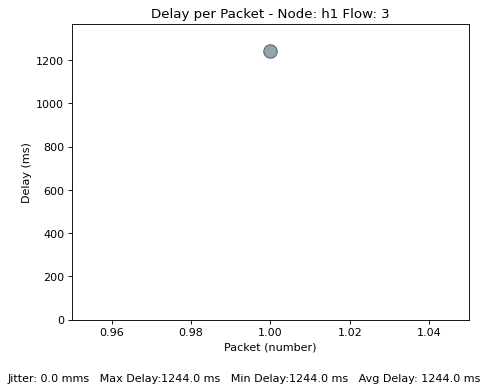 Delay per Packet - Node: h1 Flow: 3
1200
1000
800
600
400
200
0
Delay (ms)
0.96 0.98 1.00 1.02 1.04
Packet (number)
Jitter: 0.0 mms Max Delay:1244.0 ms Min Delay:1244.0 ms Avg Delay: 1244.0 ms